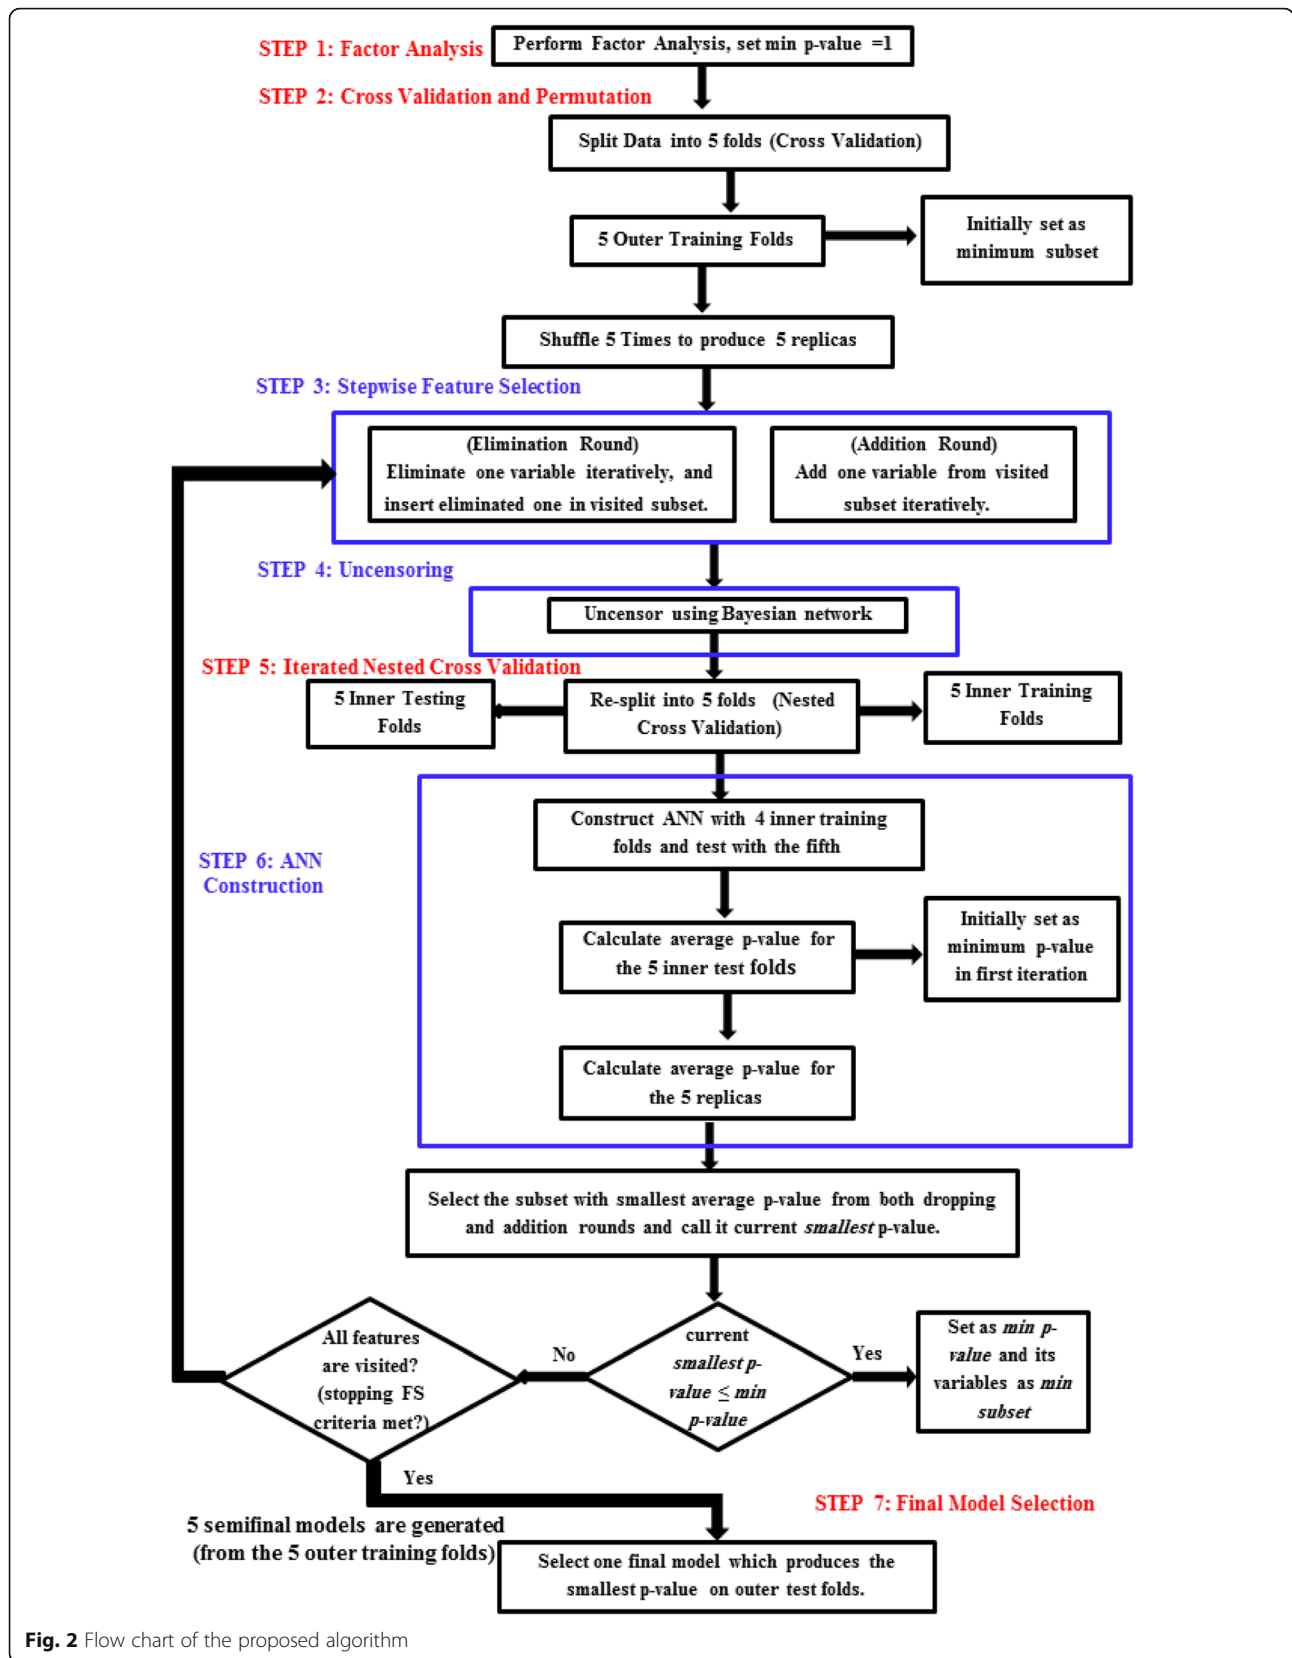 STEP 1: Factor Analysis
Perform Factor Analysis, set min p-value =1
STEP 2: Cross Validation and Permutation
Split Data into 5 folds (Cross Validation)
5 Outer Training Folds
Initially set as
minimum subset
Shuffle 5 Times to produce 5 replicas
STEP 3: Stepwise Feature Selection
(Elimination Round)
Eliminate one variable iteratively, and
insert eliminated one in visited subset.
(Addition Round)
Add one variable from visited
subset iteratively.
STEP 4: Uncensoring
Uncensor using Bayesian network
STEP 5: Iterated Nested Cross Validation
5 Inner Testing
Folds
Re-split into 5 folds (Nested
Cross Validation)
5 Inner Training
Folds
STEP 6: ANN
Construction
Construct ANN with 4 inner training
folds and test with the fifth
Calculate average p-value for
the 5 inner test folds
Initially set as
minimum p-value
in first iteration
Calculate average p-value for
the 5 replicas
Select the subset with smallest average p-value from both dropping
and addition rounds and call it current smallest p-value.
All features
are visited?
(stopping FS
criteria met?)
No
current
smallest p-
value ≤ min
p-value
Yes
Set as min p-
value and its
variables as min
subset
Yes
STEP 7: Final Model Selection
5 semifinal models are generated
(from the 5 outer training folds)
Select one final model which produces the
smallest p-value on outer test folds.
Fig. 2 Flow chart of the proposed algorithm